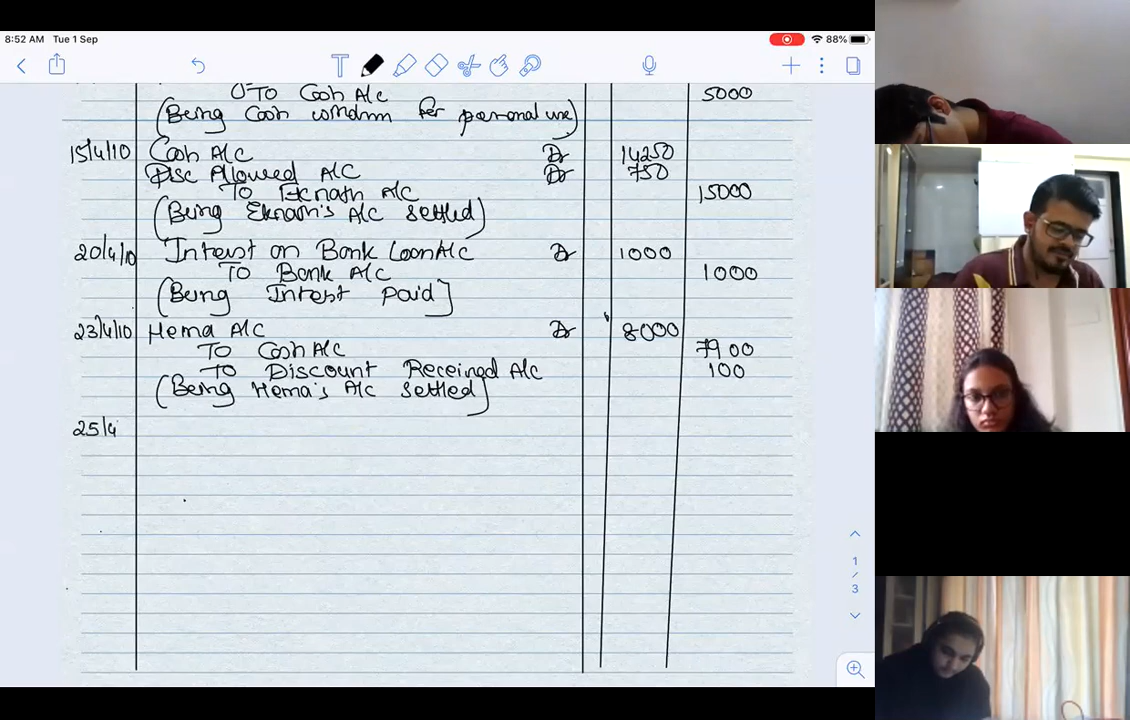 8:52 AM Tue 1 Sep
88%
T
To Cash A/c 5000
(Being Cash withdrn for personal use)
15/4/10 Cash A/C Dr 14250
Disc Allowed A/C Dr 750
To Eknath A/C 15000
(Being Eknath's A/C settled)
20/4/10 Interest on Bank Loan A/C Dr 1000
To Bank A/C 1000
(Being Interest paid)
23/4/10 Hema A/C Dr 8000
To Cash A/C 7900
To Discount Received A/C 100
(Being Hema's A/C settled)
25/4
1
/
3